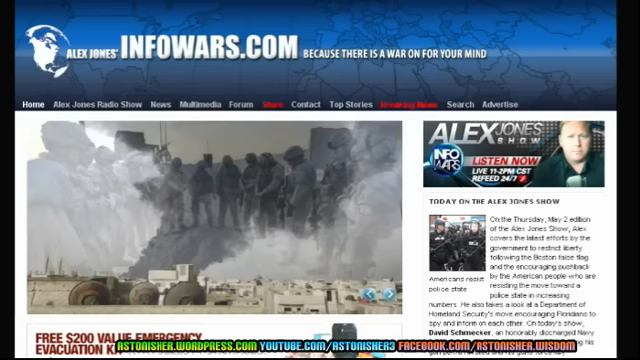 ALEX JONES' INFOWARS.COM BECAUSE THERE IS A WAR ON FOR YOUR MIND
Home Alex Jones Radio Show News Multimedia Forum Store Contact Top Stories Breaking News Search Advertise
ALEX JONES
SHOW
INFO WARS
LISTEN NOW
LIVE 11-2PM CST
REFEED 24/7
TODAY ON THE ALEX JONES SHOW
On the Thursday, May 2 edition
of the Alex Jones Show, Alex
covers the latest efforts by the
government to restrict liberty
following the Boston false flag
and the encouraging pushback
by the American people who are
resisting the move toward a
police state in increasing
Americans resist
police state
numbers. He also takes a look at a Department of
Homeland Security's move encouraging Floridians
to spy and inform on each other. On today's show,
David Schmecker, an honorably discharged Navy
FREE $200 VALUE EMERGENCY
EVACUATION
ASTONISHER.WORDPRESS.COM YOUTUBE.COM/ASTONISHER3 FACEBOOK.COM/ASTONISHER.WISDOM